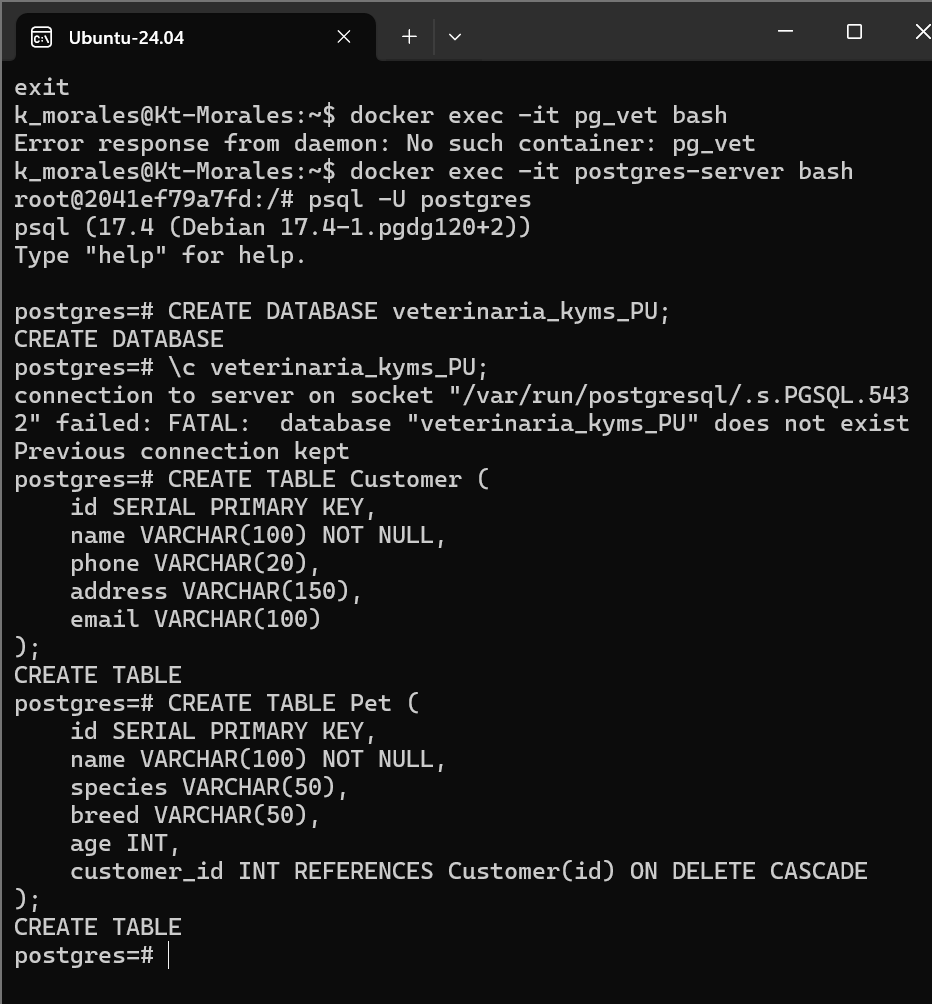 Ubuntu-24.04
exit
k_morales@Kt-Morales:~$ docker exec -it pg_vet bash
Error response from daemon: No such container: pg_vet
k_morales@Kt-Morales:~$ docker exec -it postgres-server bash
root@2041ef79a7fd:/# psql -U postgres
psql (17.4 (Debian 17.4-1.pgdg120+2))
Type "help" for help.

postgres=# CREATE DATABASE veterinaria_kyms_PU;
CREATE DATABASE
postgres=# \c veterinaria_kyms_PU;
connection to server on socket "/var/run/postgresql/.s.PGSQL.543
2" failed: FATAL:  database "veterinaria_kyms_PU" does not exist
Previous connection kept
postgres=# CREATE TABLE Customer (
    id SERIAL PRIMARY KEY,
    name VARCHAR(100) NOT NULL,
    phone VARCHAR(20),
    address VARCHAR(150),
    email VARCHAR(100)
);
CREATE TABLE
postgres=# CREATE TABLE Pet (
    id SERIAL PRIMARY KEY,
    name VARCHAR(100) NOT NULL,
    species VARCHAR(50),
    breed VARCHAR(50),
    age INT,
    customer_id INT REFERENCES Customer(id) ON DELETE CASCADE
);
CREATE TABLE
postgres=#